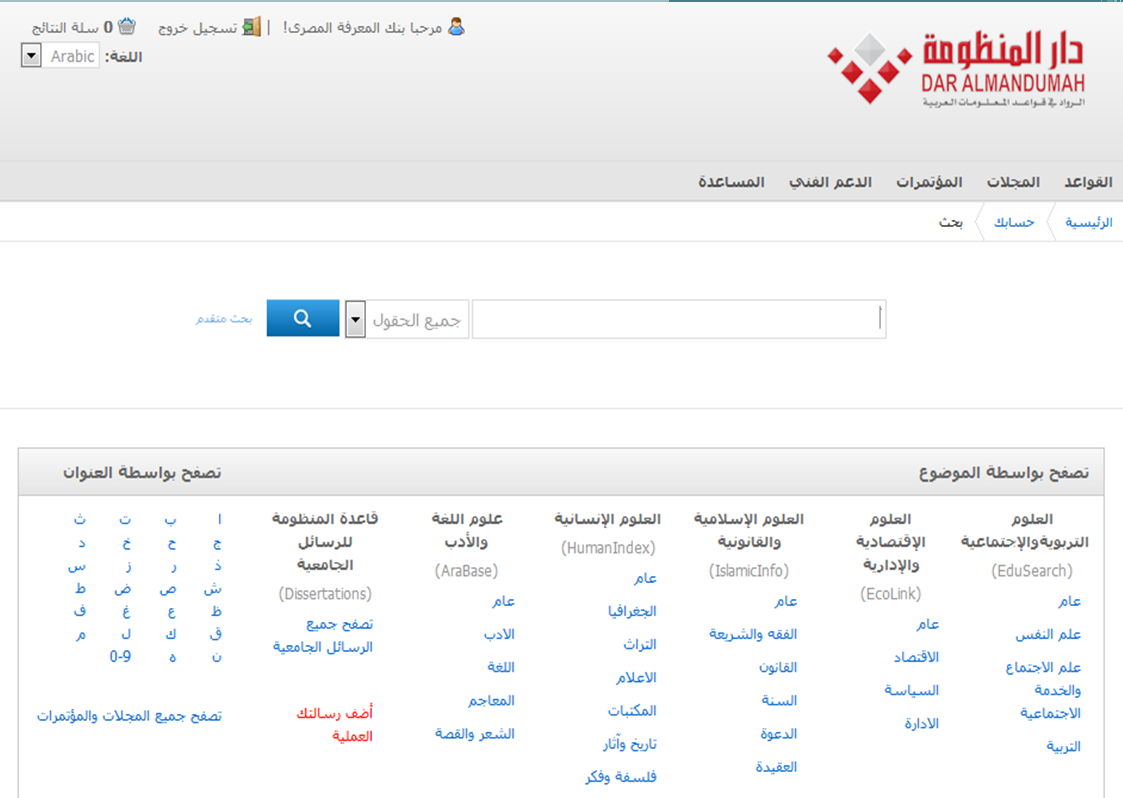 مرحبا بنك المعرفة المصرى! | تسجيل خروج 0 سلة النتائج
اللغة: Arabic
دار المنظومة
DAR ALMANDUMAH
الرواد في قواعد المعلومات العربية
القواعد المجلات المؤتمرات الدعم الفني المساعدة
الرئيسية حسابك بحث
جميع الحقول بحث متقدم
تصفح بواسطة الموضوع
العلوم
التربويةوالإجتماعية
(EduSearch)
عام
علم النفس
علم الاجتماع
والخدمة
الاجتماعية
التربية
العلوم
الإقتصادية
والإدارية
(EcoLink)
عام
الاقتصاد
السياسة
الادارة
العلوم الإسلامية
والقانونية
(IslamicInfo)
عام
الفقه والشريعة
القانون
السنة
الدعوة
العقيدة
العلوم الإنسانية
(HumanIndex)
عام
الجغرافيا
التراث
الاعلام
المكتبات
تاريخ وآثار
فلسفة وفكر
علوم اللغة
والأدب
(AraBase)
عام
الادب
اللغة
المعاجم
الشعر والقصة
قاعدة المنظومة
للرسائل
الجامعية
(Dissertations)
تصفح جميع
الرسائل الجامعية
أضف رسالتك
العملية
تصفح بواسطة العنوان
ا ب ت ث
ج ح خ د
ذ ر ز س
ش ص ض ط
ظ ع غ ف
ق ك ل م
ن ه 0-9
تصفح جميع المجلات والمؤتمرات